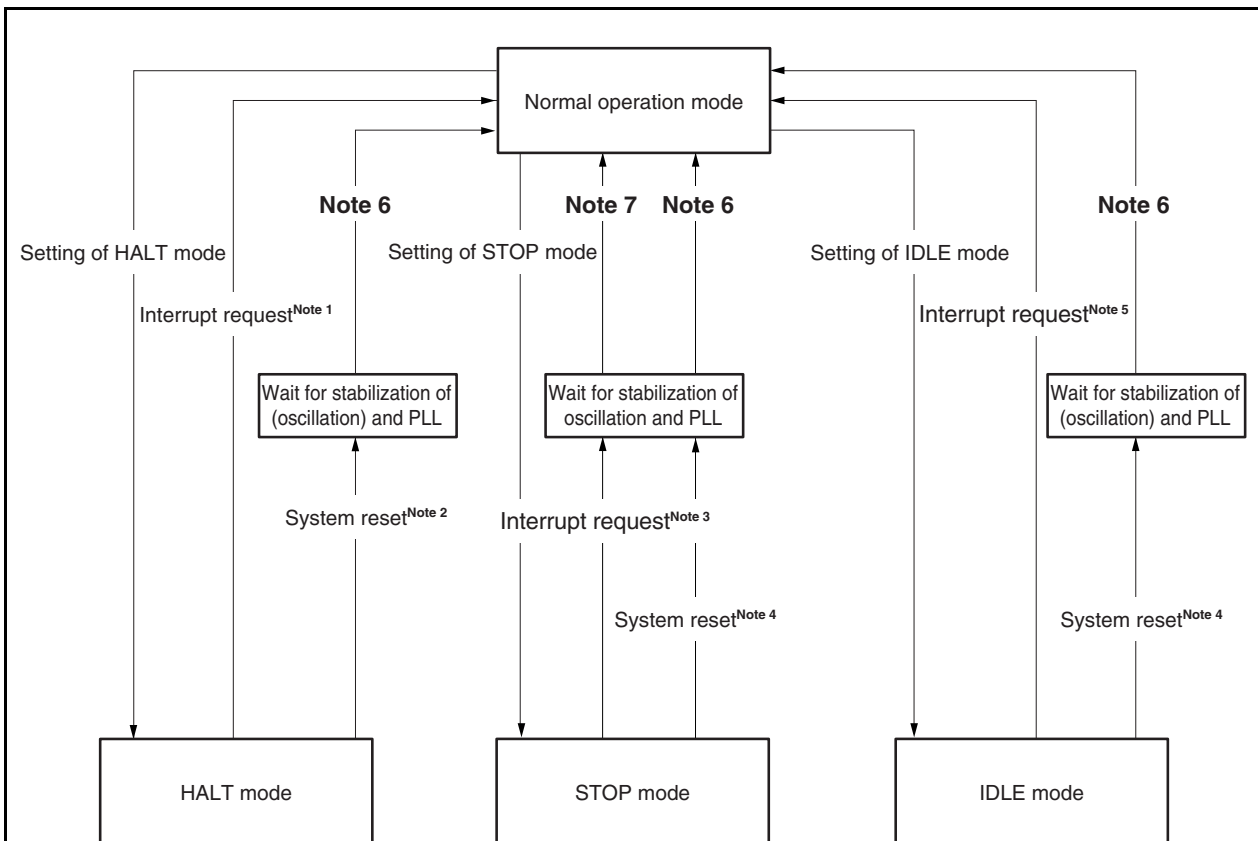 Normal operation mode
Note 6
Note 7
Note 6
Note 6
Setting of HALT mode
Setting of STOP mode
Setting of IDLE mode
Interrupt requestNote 1
Interrupt requestNote 5
Wait for stabilization of
(oscillation) and PLL
Wait for stabilization of
oscillation and PLL
Wait for stabilization of
(oscillation) and PLL
System resetNote 2
Interrupt requestNote 3
System resetNote 4
System resetNote 4
HALT mode
STOP mode
IDLE mode